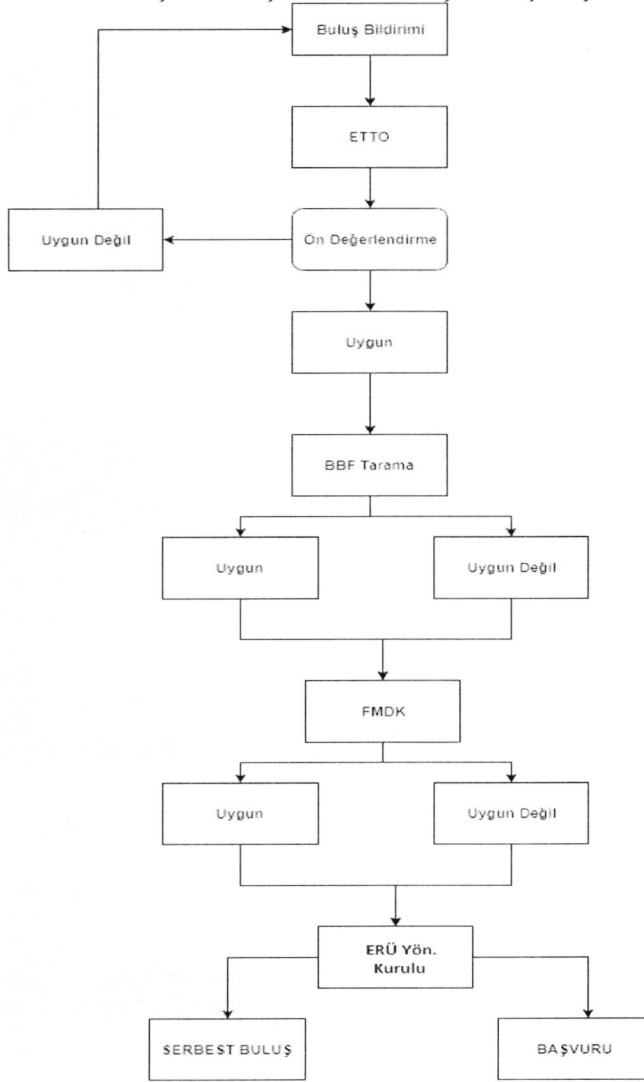 Buluş Bildirimi
ETTO
Uygun Değil
Ön Değerlendirme
Uygun
BBF Tarama
Uygun
Uygun Değil
FMDK
Uygun
Uygun Değil
ERÜ Yön.
Kurulu
SERBEST BULUŞ
BAŞVURU